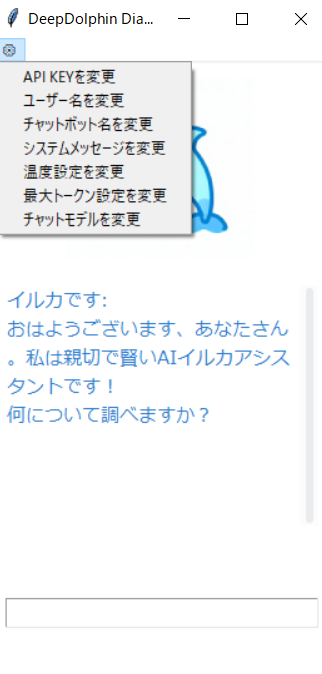 DeepDolphin Dia...
API KEYを変更
ユーザー名を変更
チャットボット名を変更
システムメッセージを変更
温度設定を変更
最大トークン設定を変更
チャットモデルを変更
イルカです:
おはようございます、あなたさん
。私は親切で賢いAIイルカアシス
タントです！
何について調べますか？